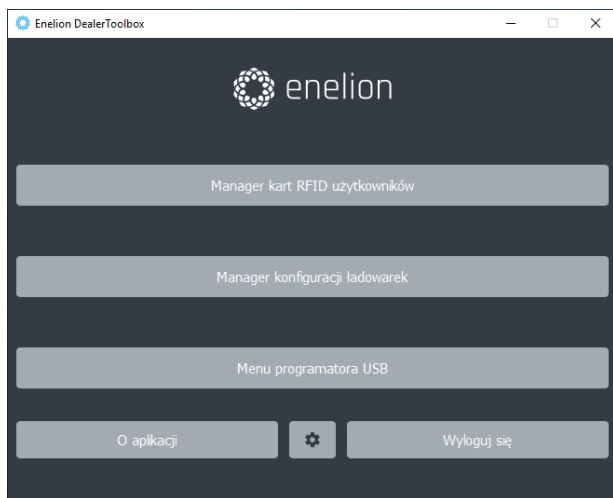 Enelion DealerToolbox
enelion
Manager kart RFID użytkowników
Manager konfiguracji ładowarek
Menu programatora USB
O aplikacji
Wyloguj się